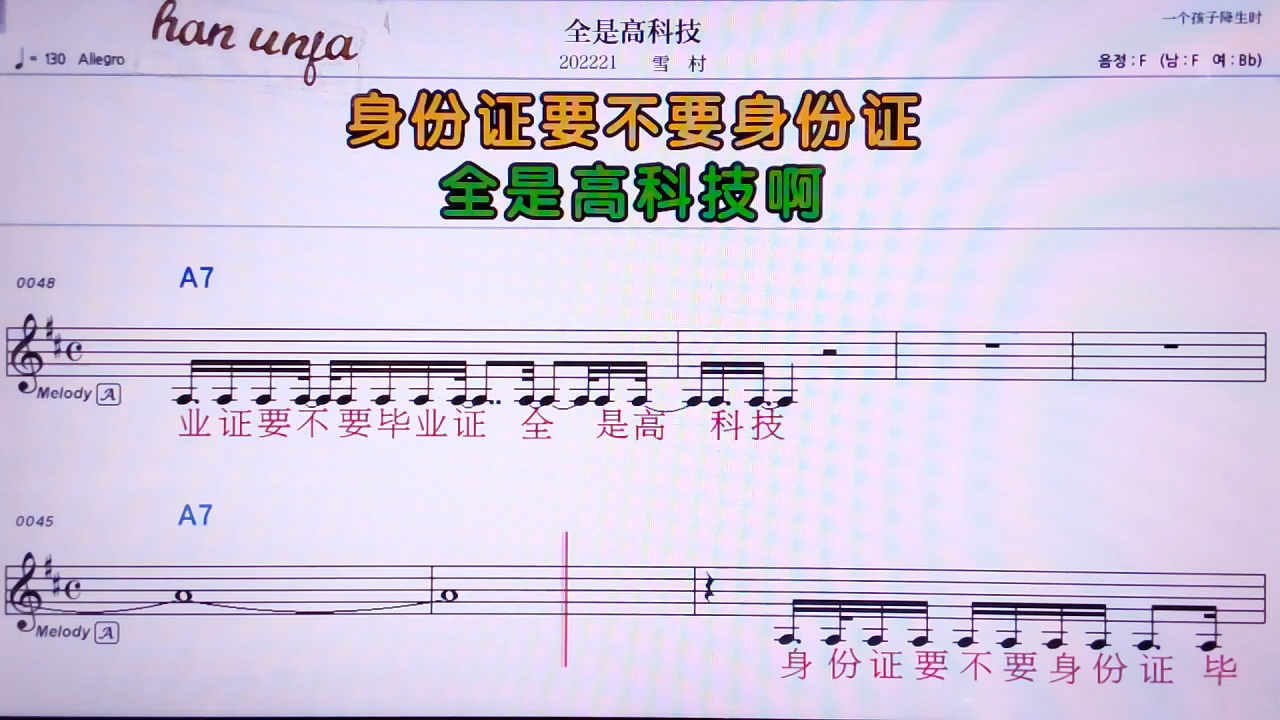 han unfa
全是高科技
一个孩子降生时
♩= 130 Allegro
202221 雪 村
음정 : F (남 : F 여 : Bb)
身份证要不要身份证
全是高科技啊
0048
A7
Melody A
业证要不要毕业证 全 是高 科技
0045
A7
Melody A
身份证要不要身份证 毕